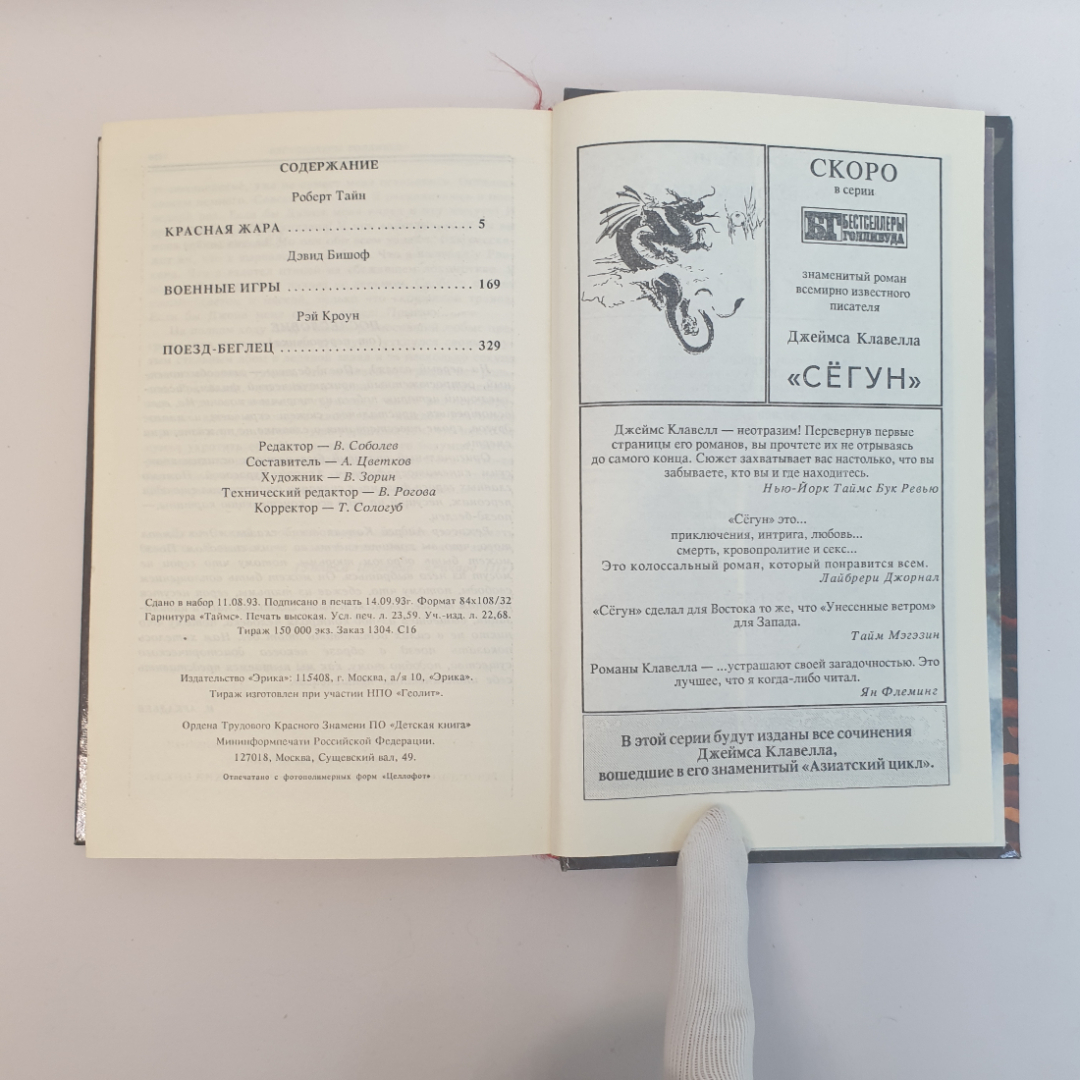 СОДЕРЖАНИЕ
Роберт Тайн
КРАСНАЯ ЖАРА . . . . . . . . . . . . . . . . . . . . . . . . . . 5
Дэвид Бишоф
ВОЕННЫЕ ИГРЫ . . . . . . . . . . . . . . . . . . . . . . . . . . 169
Рэй Кроун
ПОЕЗД-БЕГЛЕЦ . . . . . . . . . . . . . . . . . . . . . . . . . . . 329
Редактор — В. Соболев
Составитель — А. Цветков
Художник — В. Зорин
Технический редактор — В. Рогова
Корректор — Т. Сологуб
Сдано в набор 11.08.93. Подписано в печать 14.09.93г. Формат 84х108/32
Гарнитура «Таймс». Печать высокая. Усл. печ. л. 23,59. Уч.-изд. л. 22,68.
Тираж 150 000 экз. Заказ 1304. С16
Издательство «Эрика»: 115408, г. Москва, а/я 10, «Эрика».
Тираж изготовлен при участии НПО «Геолит».
Ордена Трудового Красного Знамени ПО «Детская книга»
Мининформпечати Российской Федерации.
127018, Москва, Сущевский вал, 49.
Отпечатано с фотополимерных форм «Целлофот»
СКОРО
в серии
БГ БЕСТСЕЛЛЕРЫ
ГОЛЛИВУДА
знаменитый роман
всемирно известного
писателя
Джеймса Клавелла
«СЁГУН»
Джеймс Клавелл — неотразим! Перевернув первые
страницы его романов, вы прочтете их не отрываясь
до самого конца. Сюжет захватывает вас настолько, что вы
забываете, кто вы и где находитесь.
Нью-Йорк Таймс Бук Ревью
«Сёгун» это...
приключения, интрига, любовь...
смерть, кровопролитие и секс...
Это колоссальный роман, который понравится всем.
Лайбрери Джорнал
«Сёгун» сделал для Востока то же, что «Унесенные ветром»
для Запада.
Тайм Мэгэзин
Романы Клавелла — ...устрашают своей загадочностью. Это
лучшее, что я когда-либо читал.
Ян Флеминг
В этой серии будут изданы все сочинения
Джеймса Клавелла,
вошедшие в его знаменитый «Азиатский цикл».